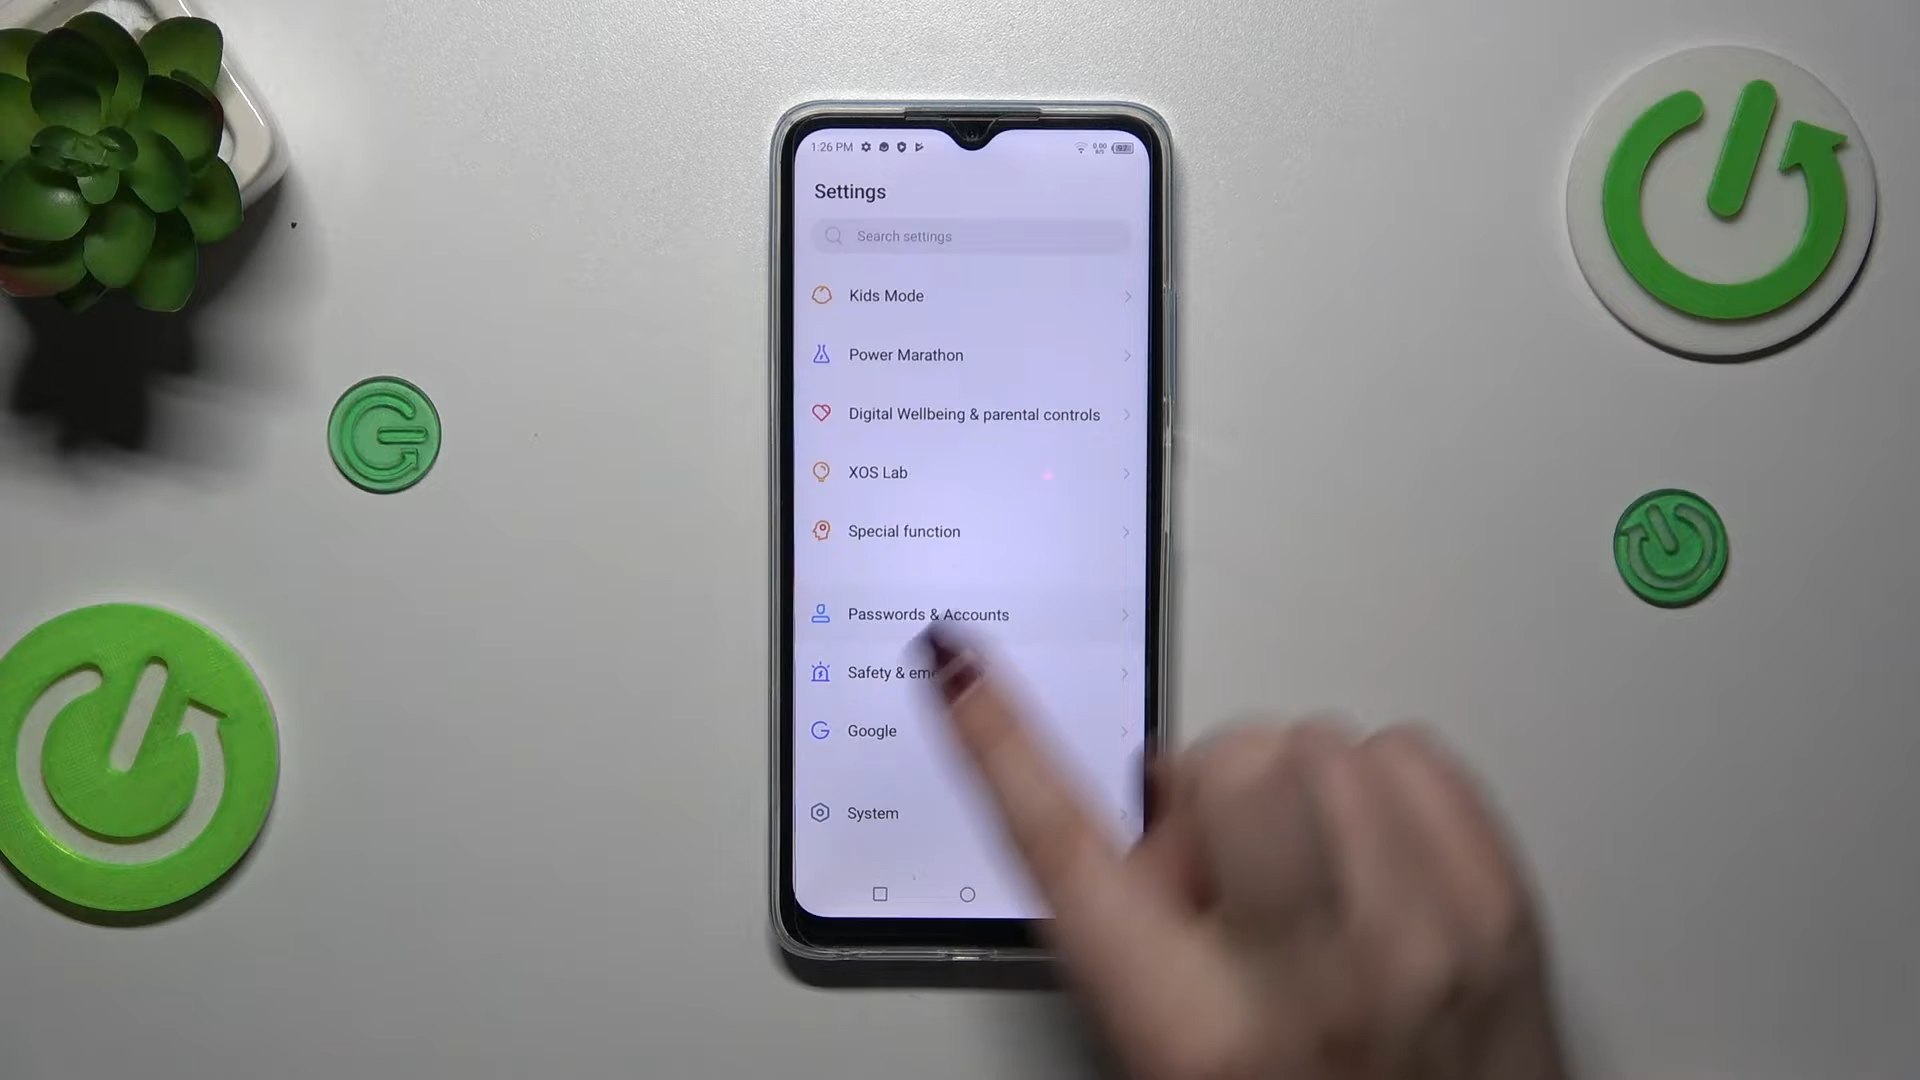 1:26 PM
Settings
Search settings
Kids Mode
Power Marathon
Digital Wellbeing & parental controls
XOS Lab
Special function
Passwords & Accounts
Safety &
Google
System